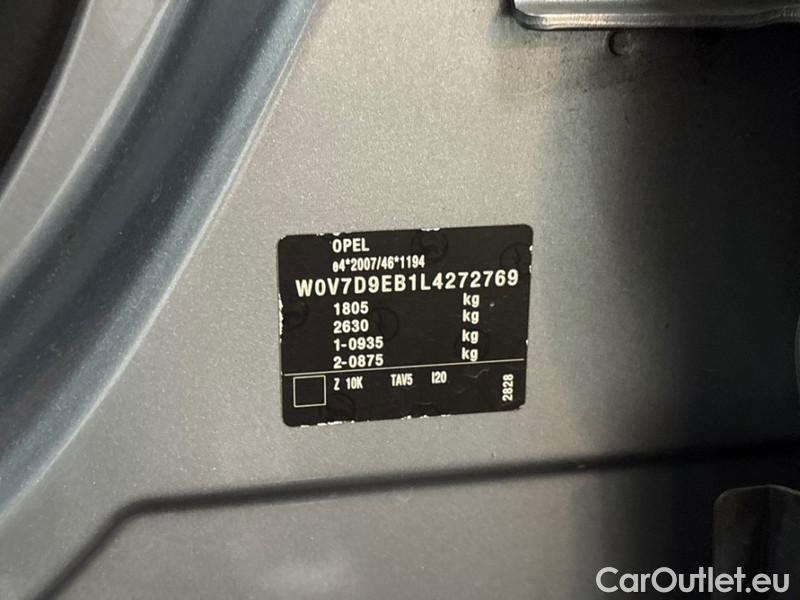 OPEL
e4*2007/46*1194
W0V7D9EB1L4272769
1805 kg
2630 kg
1-0935 kg
2-0875 kg
Z 10K TAV5 I20
2828
CarOutlet.eu